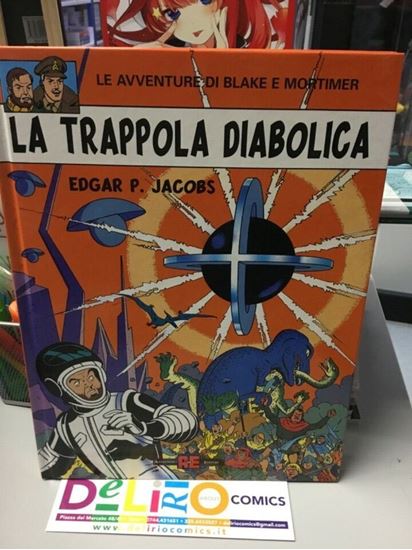 LE AVVENTURE DI BLAKE E MORTIMER
LA TRAPPOLA DIABOLICA
EDGAR P. JACOBS
DeLiRiO COMICS
www.deliriocomics.it